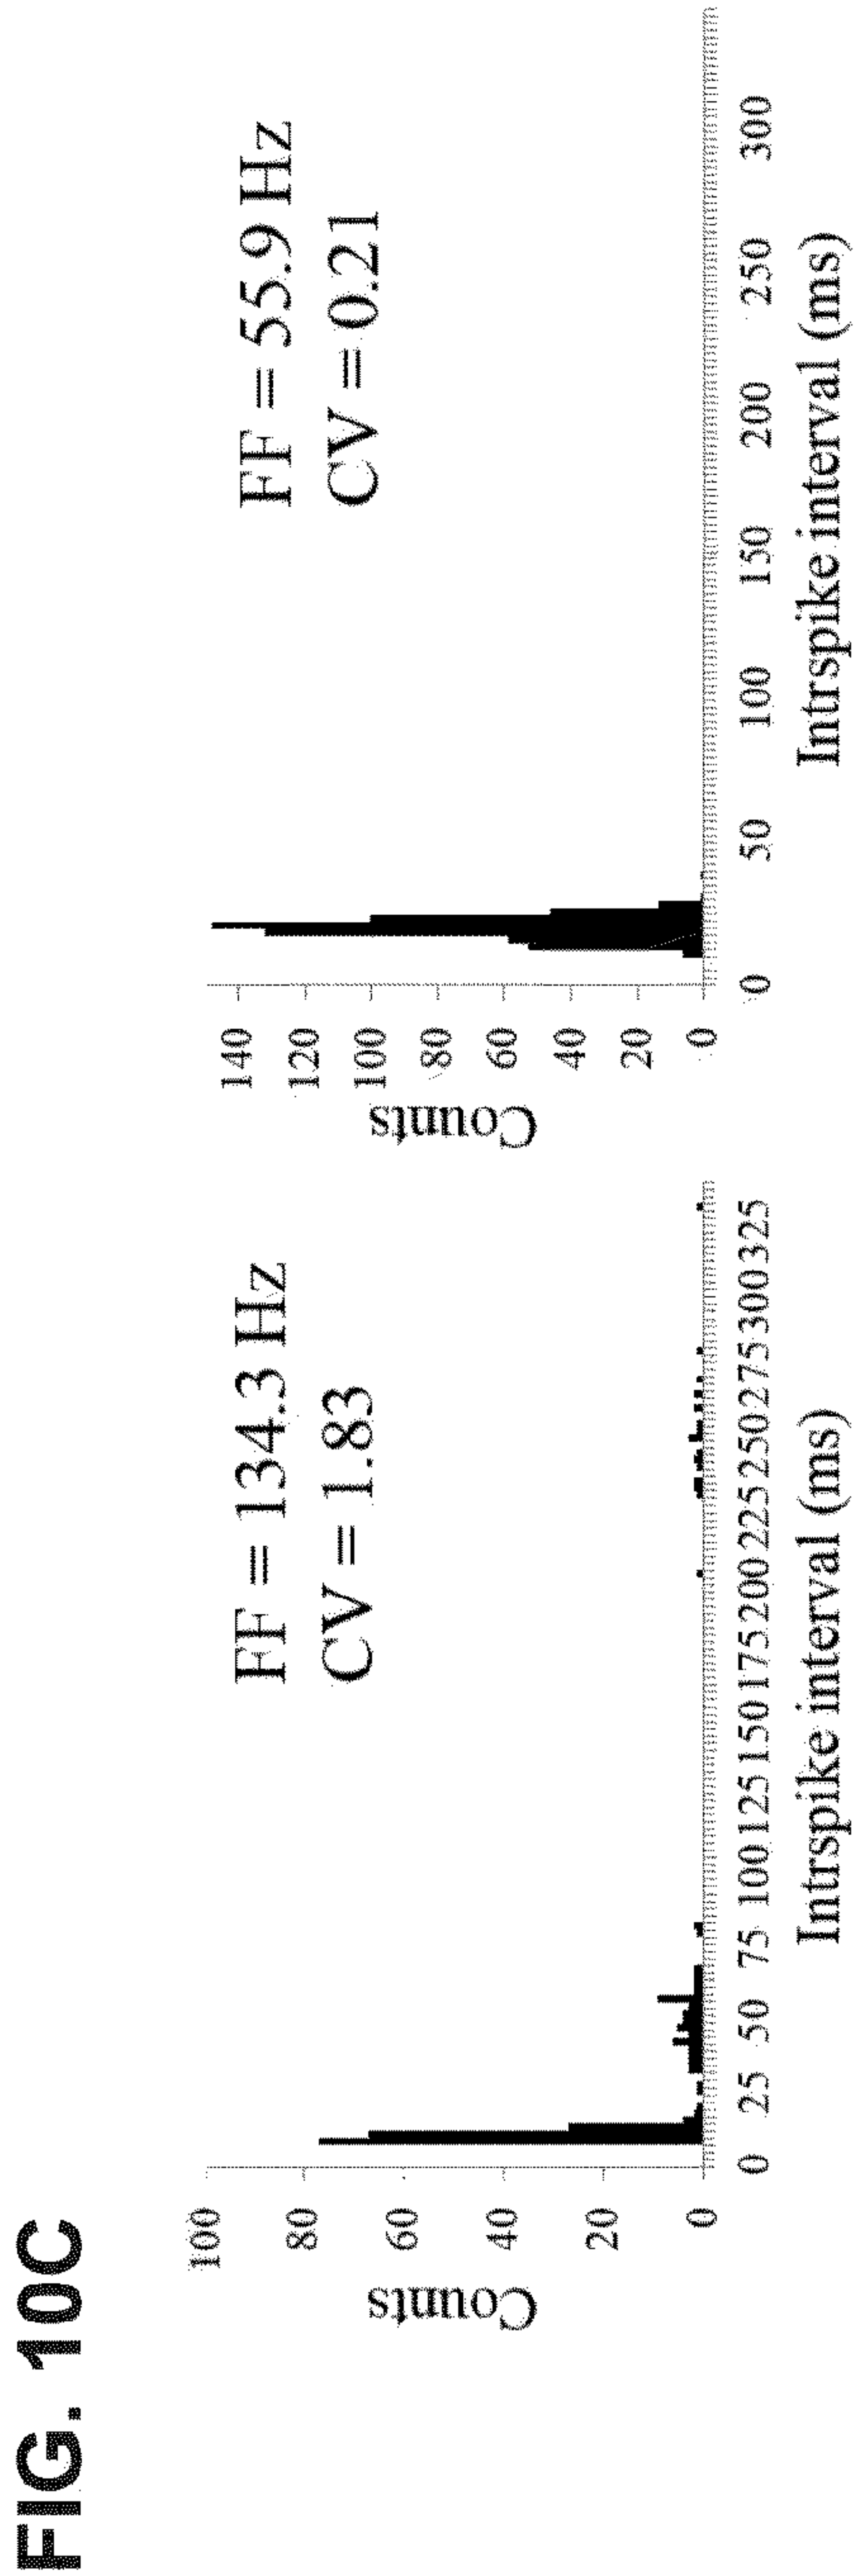 FIG. 10C
FF = 134.3 Hz
CV = 1.83
Counts
100
80
60
40
20
0
0 25 50 75 100 125 150 175 200 225 250 275 300 325
Intrspike interval (ms)
FF = 55.9 Hz
CV = 0.21
Counts
140
120
100
80
60
40
20
0
0 50 100 150 200 250 300
Intrspike interval (ms)